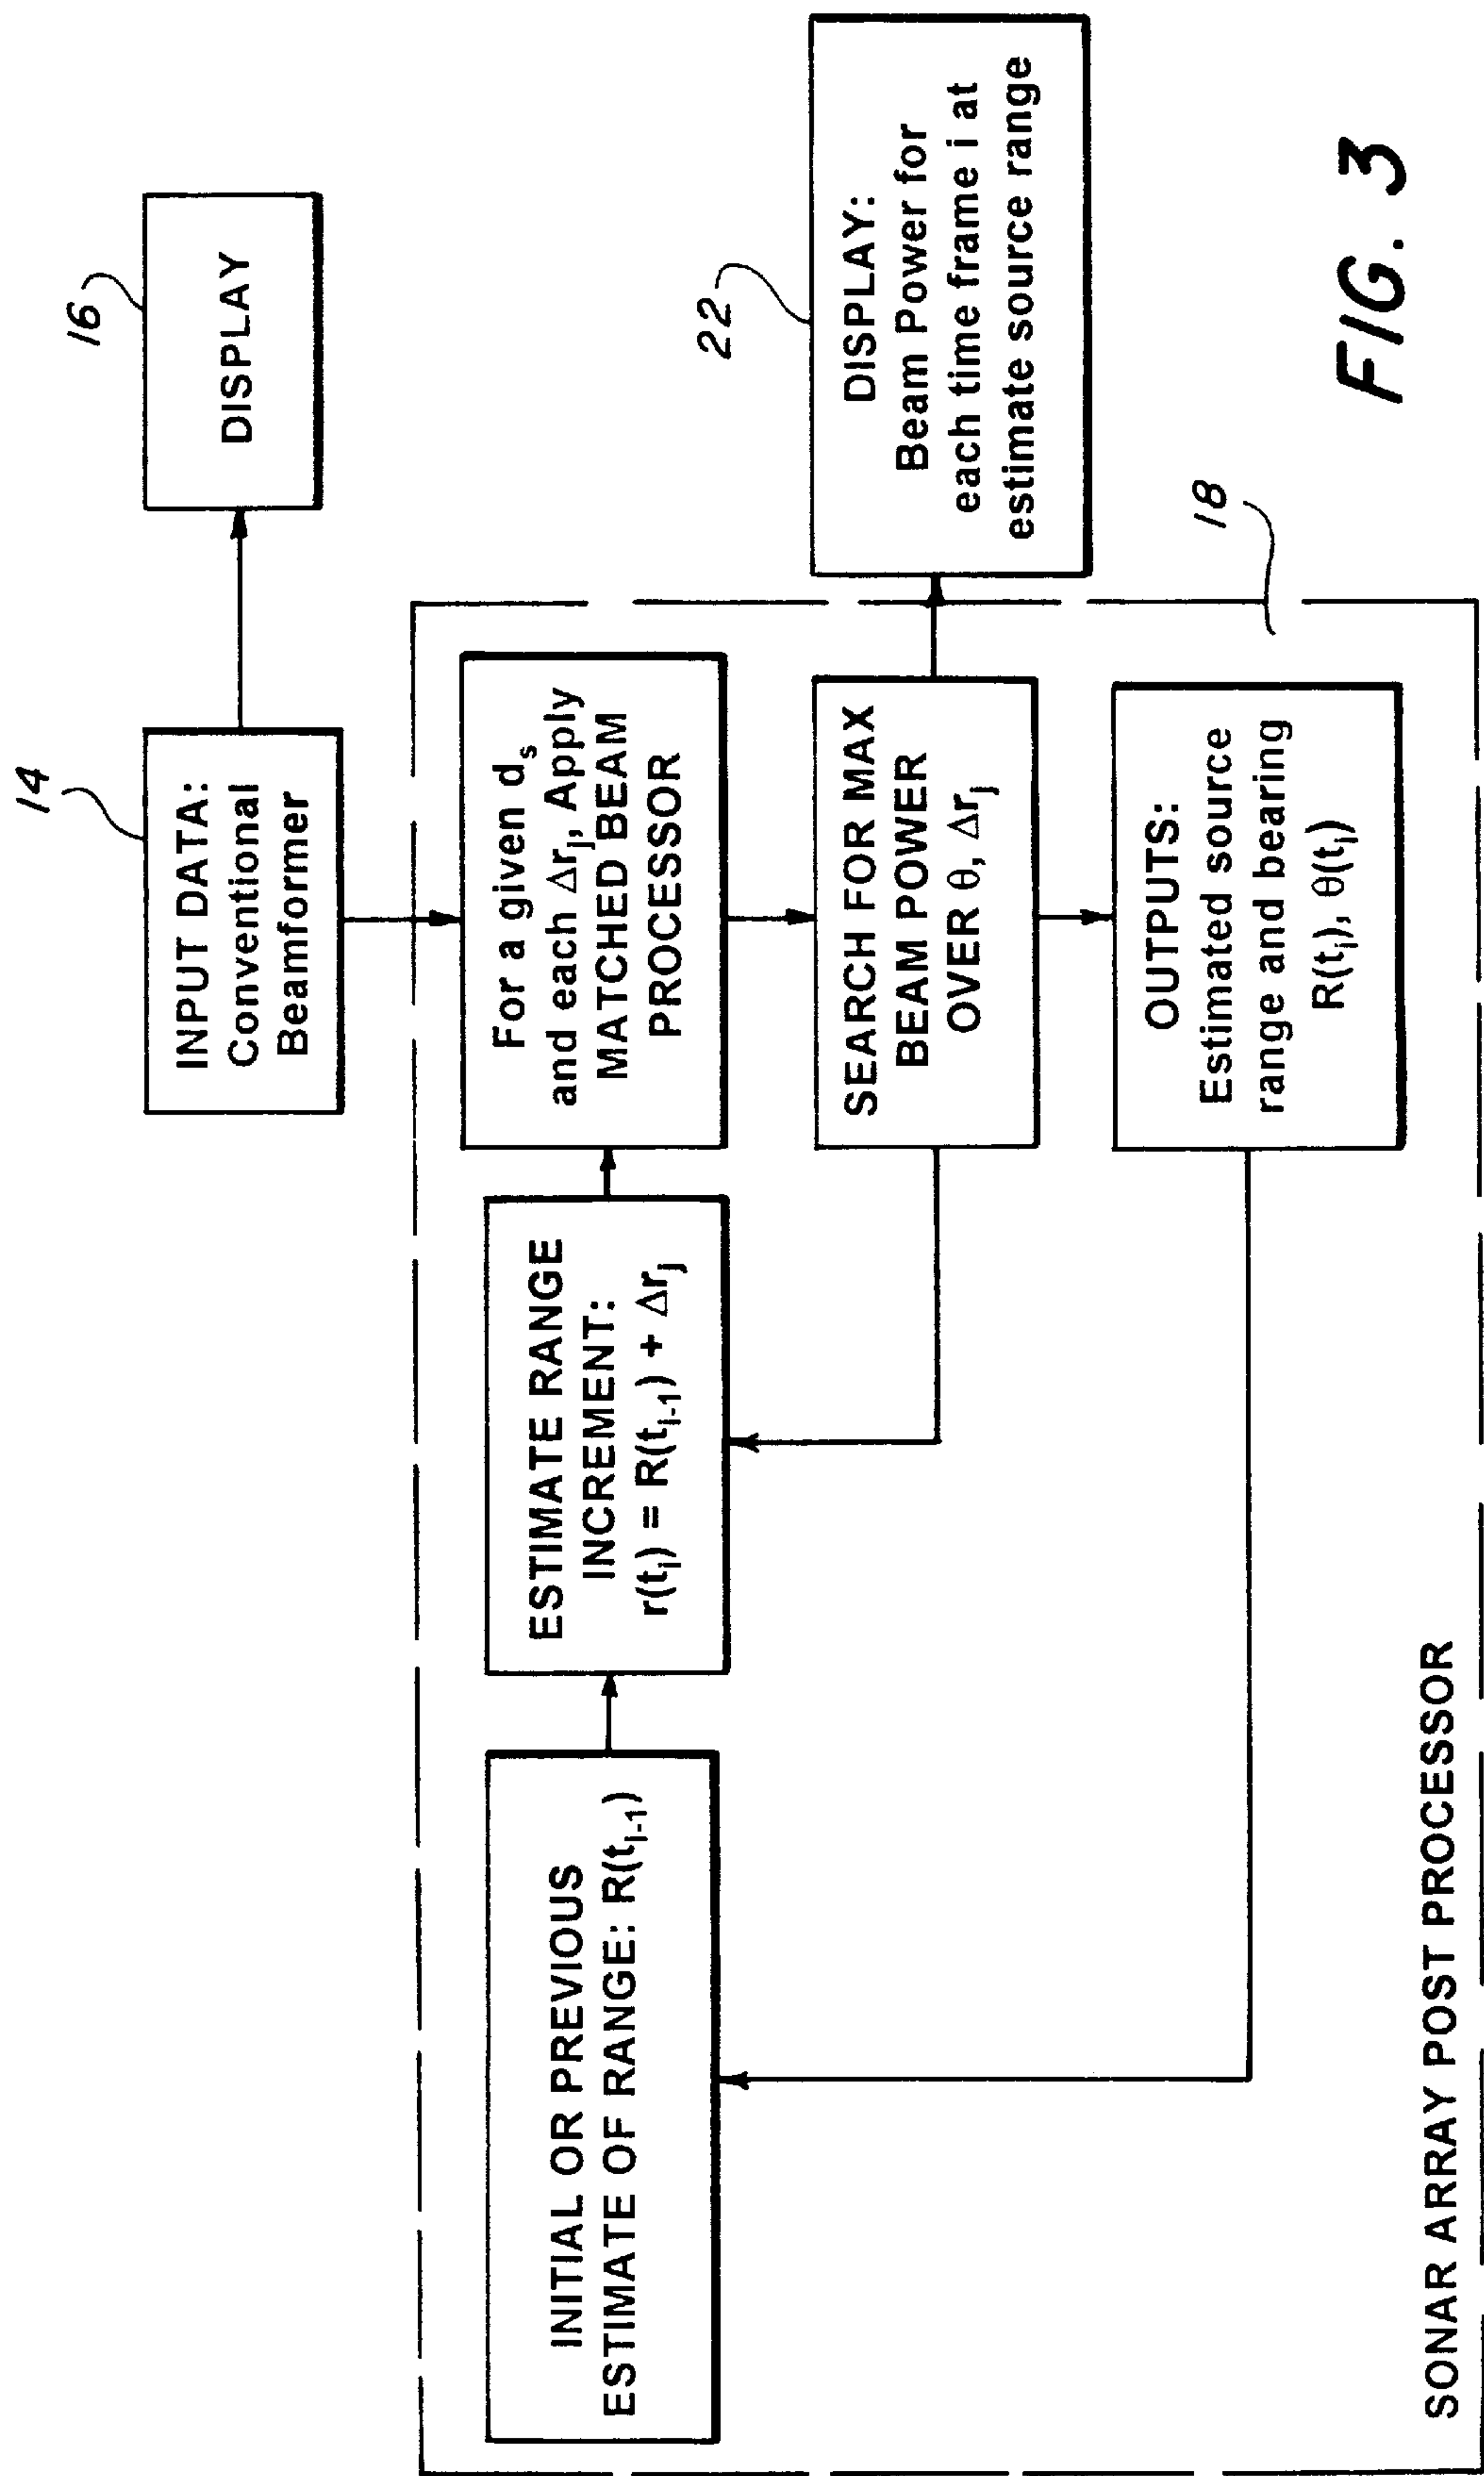 14
INPUT DATA:
Conventional
Beamformer
16
DISPLAY
INITIAL OR PREVIOUS
ESTIMATE OF RANGE: R(t_{i-1})
ESTIMATE RANGE
INCREMENT:
r(t_i) = R(t_{i-1}) + Δr_j
For a given d_s
and each Δr_j, Apply
MATCHED BEAM
PROCESSOR
SEARCH FOR MAX
BEAM POWER
OVER θ, Δr_j
22
DISPLAY:
Beam Power for
each time frame i at
estimate source range
OUTPUTS:
Estimated source
range and bearing
R(t_i), θ(t_i)
18
SONAR ARRAY POST PROCESSOR
FIG. 3